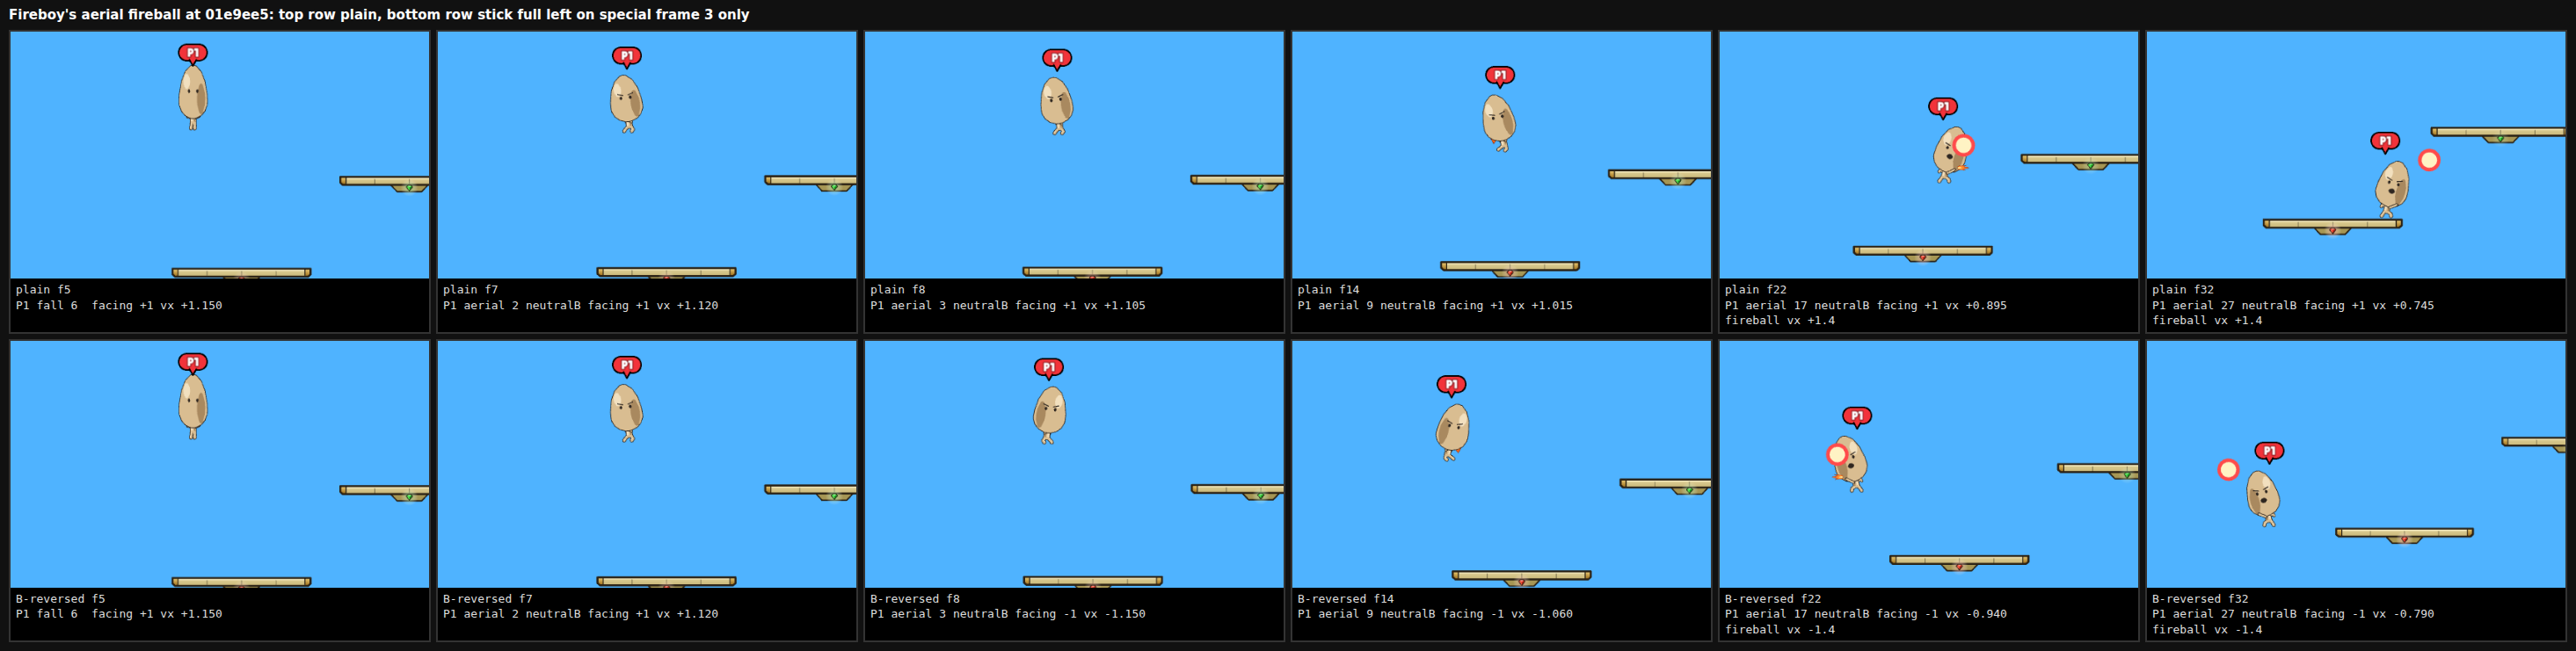 Fireboy's aerial fireball at 01e9ee5: top row plain, bottom row stick full left on special frame 3 only
P1
P1
P1
P1
P1
P1
plain f5
P1 fall 6  facing +1 vx +1.150
plain f7
P1 aerial 2 neutralB facing +1 vx +1.120
plain f8
P1 aerial 3 neutralB facing +1 vx +1.105
plain f14
P1 aerial 9 neutralB facing +1 vx +1.015
plain f22
P1 aerial 17 neutralB facing +1 vx +0.895
fireball vx +1.4
plain f32
P1 aerial 27 neutralB facing +1 vx +0.745
fireball vx +1.4
P1
P1
P1
P1
P1
P1
B-reversed f5
P1 fall 6  facing +1 vx +1.150
B-reversed f7
P1 aerial 2 neutralB facing +1 vx +1.120
B-reversed f8
P1 aerial 3 neutralB facing -1 vx -1.150
B-reversed f14
P1 aerial 9 neutralB facing -1 vx -1.060
B-reversed f22
P1 aerial 17 neutralB facing -1 vx -0.940
fireball vx -1.4
B-reversed f32
P1 aerial 27 neutralB facing -1 vx -0.790
fireball vx -1.4